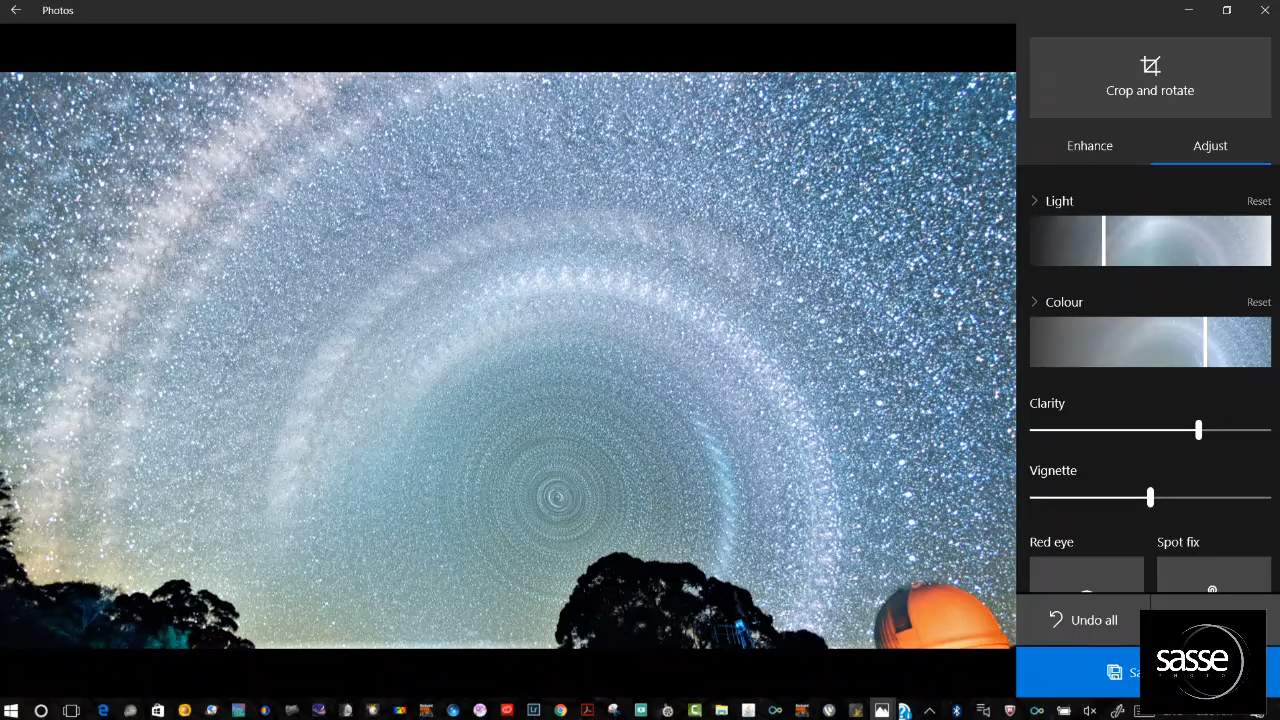 Photos
Crop and rotate
Enhance
Adjust
Light
Reset
Colour
Reset
Clarity
Vignette
Red eye
Spot fix
Undo all
sasse
PHOTO